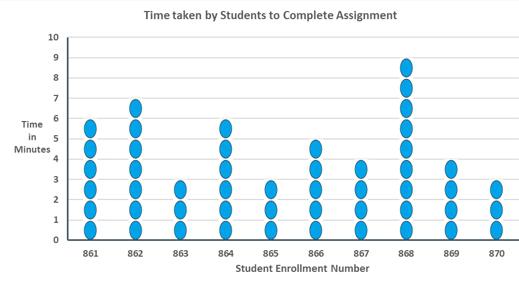 Time taken by Students to Complete Assignment
10
9
8
7
6
5
4
3
2
1
0
Time
in
Minutes
861 862 863 864 865 866 867 868 869 870
Student Enrollment Number